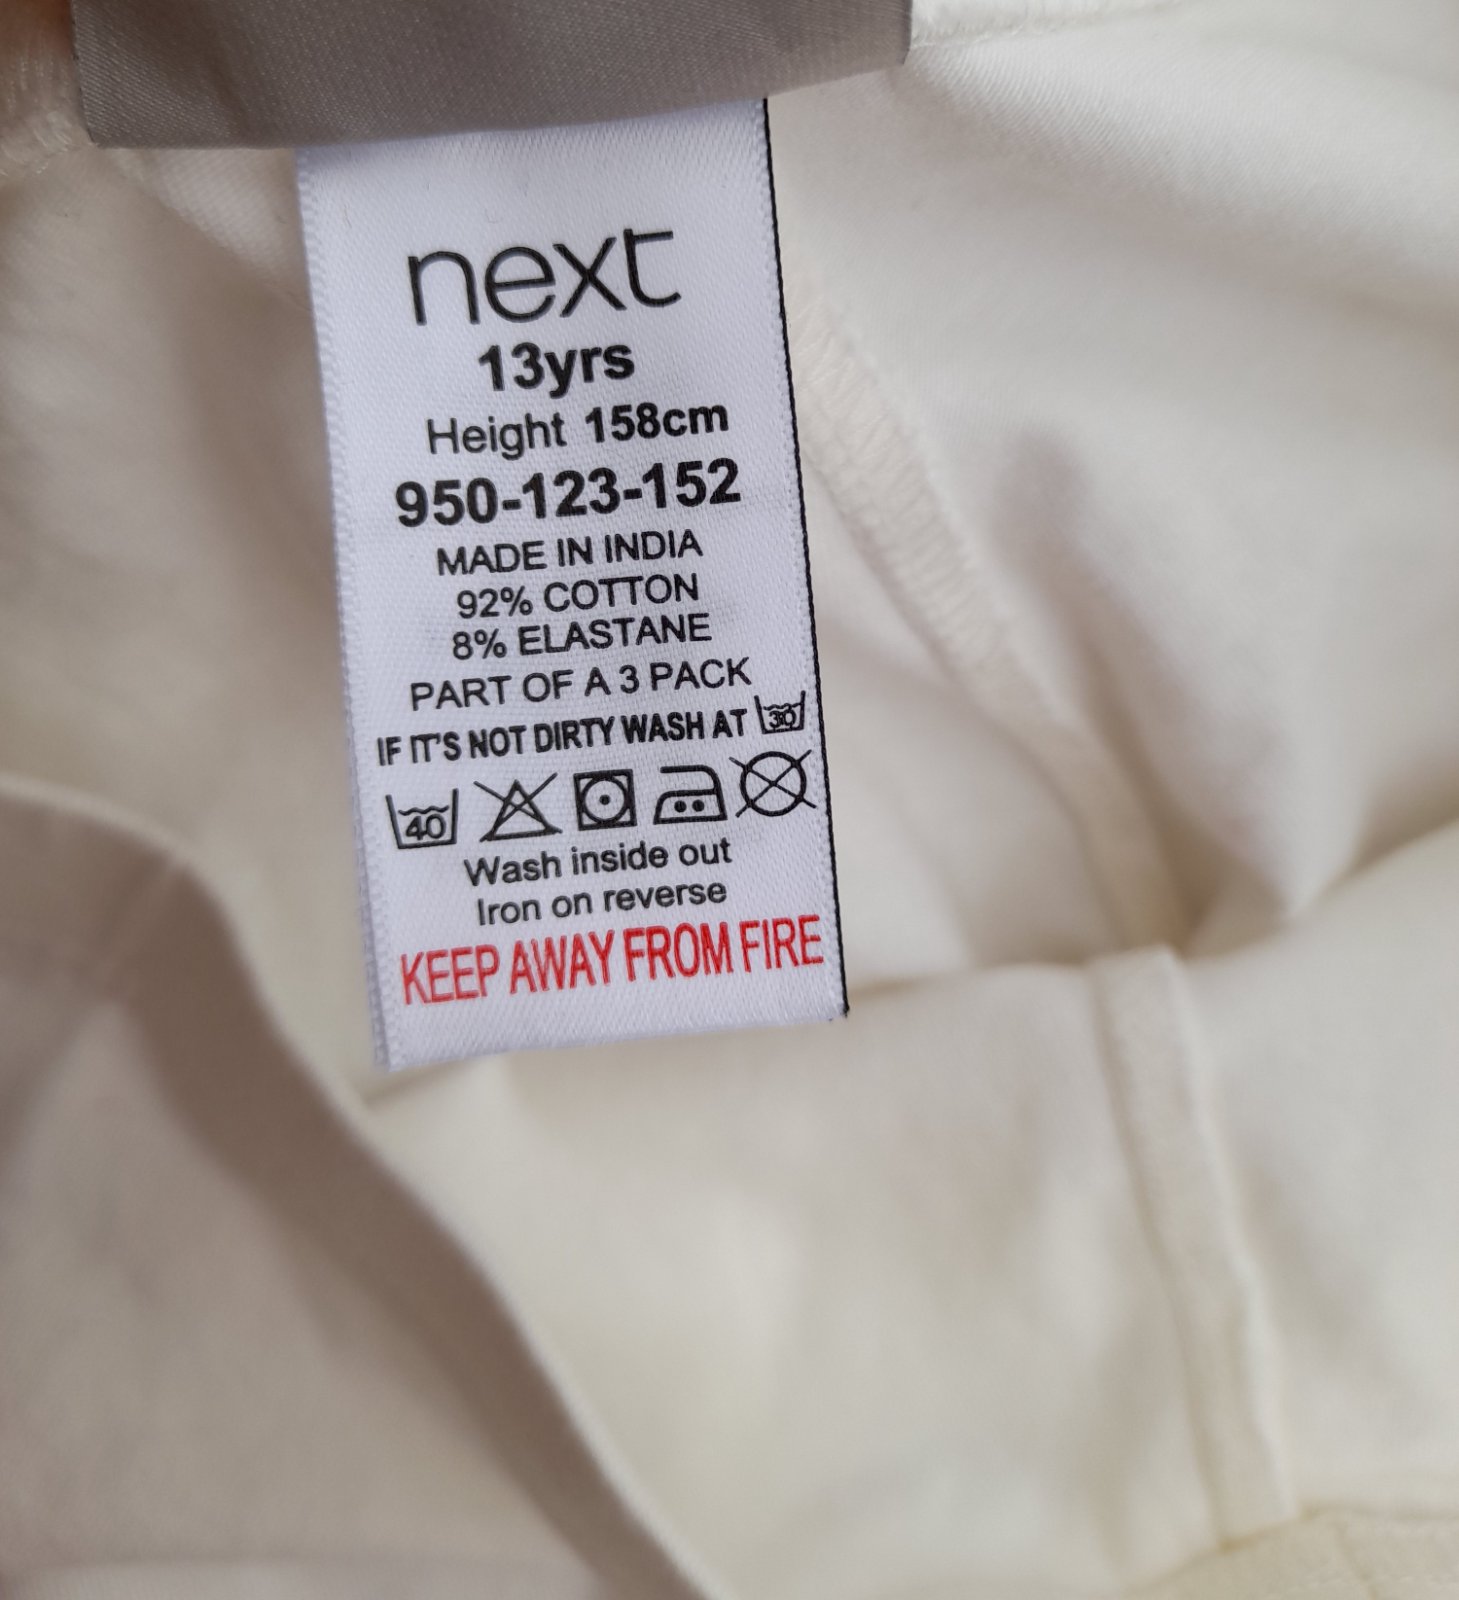 next
13yrs
Height 158cm
950-123-152
MADE IN INDIA
92% COTTON
8% ELASTANE
PART OF A 3 PACK
IF IT'S NOT DIRTY WASH AT 30
40
Wash inside out
Iron on reverse
KEEP AWAY FROM FIRE